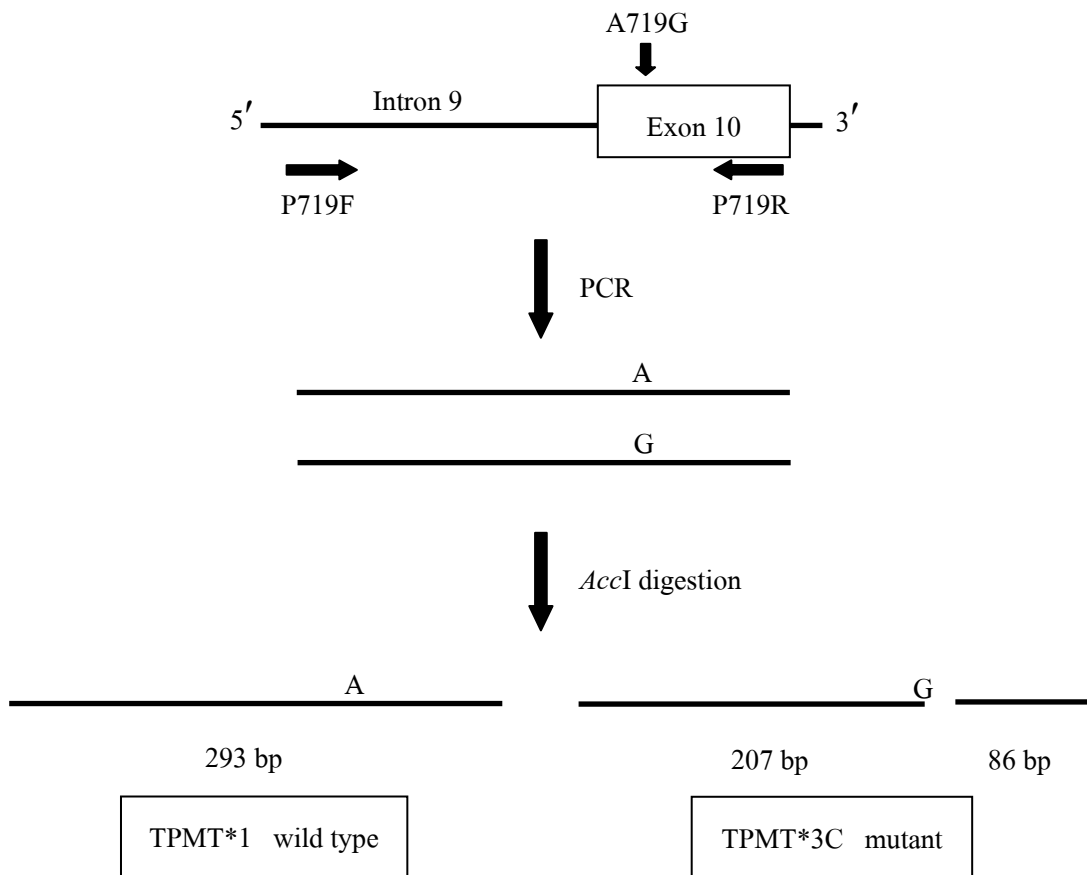 A719G
5′
Intron 9
Exon 10
3′
P719F
P719R
PCR
A
G
AccI digestion
A
G
293 bp
207 bp
86 bp
TPMT*1 wild type
TPMT*3C mutant